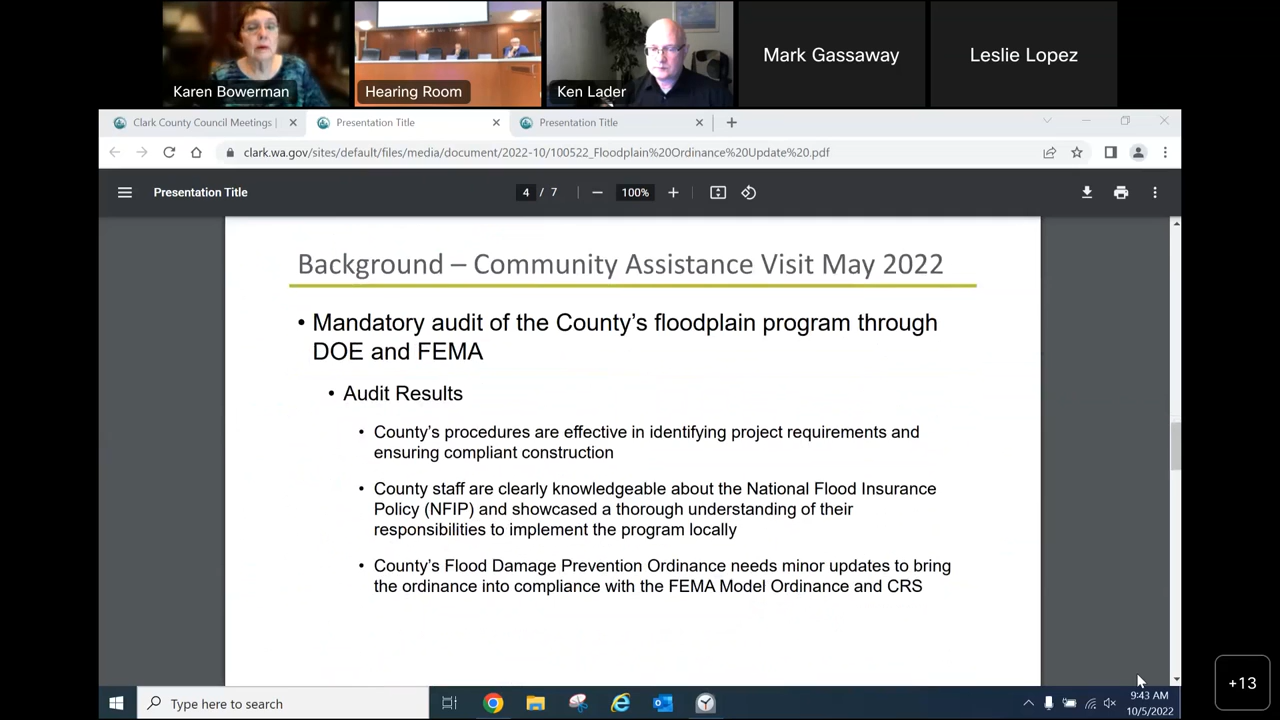 Karen Bowerman
Hearing Room
Ken Lader
Mark Gassaway
Leslie Lopez
Clark County Council Meetings |
Presentation Title
Presentation Title
clark.wa.gov/sites/default/files/media/document/2022-10/100522_Floodplain%20Ordinance%20Update%20.pdf
Presentation Title
4 / 7
100%
Background – Community Assistance Visit May 2022
• Mandatory audit of the County's floodplain program through
DOE and FEMA
• Audit Results
• County's procedures are effective in identifying project requirements and
ensuring compliant construction
• County staff are clearly knowledgeable about the National Flood Insurance
Policy (NFIP) and showcased a thorough understanding of their
responsibilities to implement the program locally
• County's Flood Damage Prevention Ordinance needs minor updates to bring
the ordinance into compliance with the FEMA Model Ordinance and CRS
+13
Type here to search
9:43 AM
10/5/2022